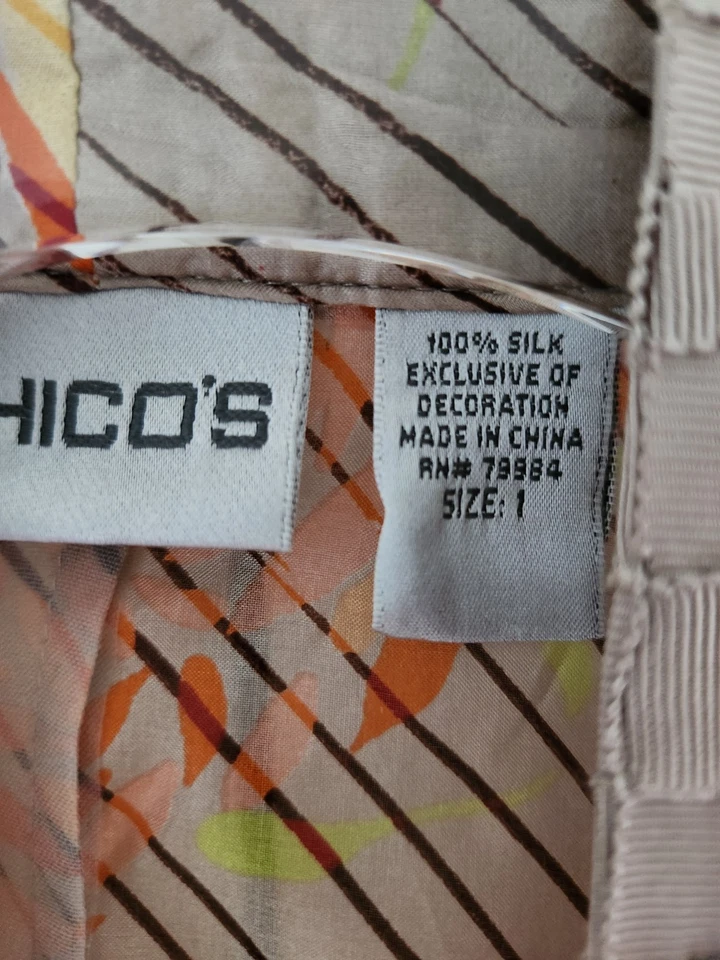 HICO'S
100% SILK
EXCLUSIVE OF
DECORATION
MADE IN CHINA
RN# 79984
SIZE: 1